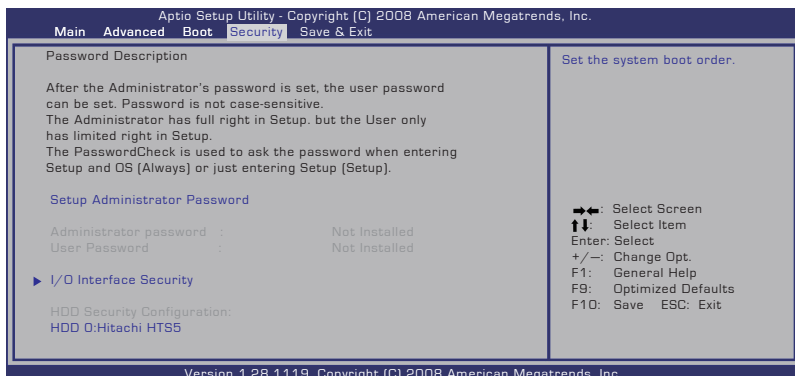 Aptio Setup Utility - Copyright (C) 2008 American Megatrends, Inc.
Main Advanced Boot Security Save & Exit
Password Description
After the Administrator's password is set, the user password
can be set. Password is not case-sensitive.
The Administrator has full right in Setup. but the User only
has limited right in Setup.
The PasswordCheck is used to ask the password when entering
Setup and OS (Always) or just entering Setup (Setup).
Setup Administrator Password
Administrator password : Not Installed
User Password : Not Installed
I/O Interface Security
HDD Security Configuration:
HDD 0:Hitachi HTS5
Set the system boot order.
: Select Screen
: Select Item
Enter: Select
+/—: Change Opt.
F1: General Help
F9: Optimized Defaults
F10: Save ESC: Exit
Version 1.28.1119. Copyright (C) 2008 American Megatrends, Inc.